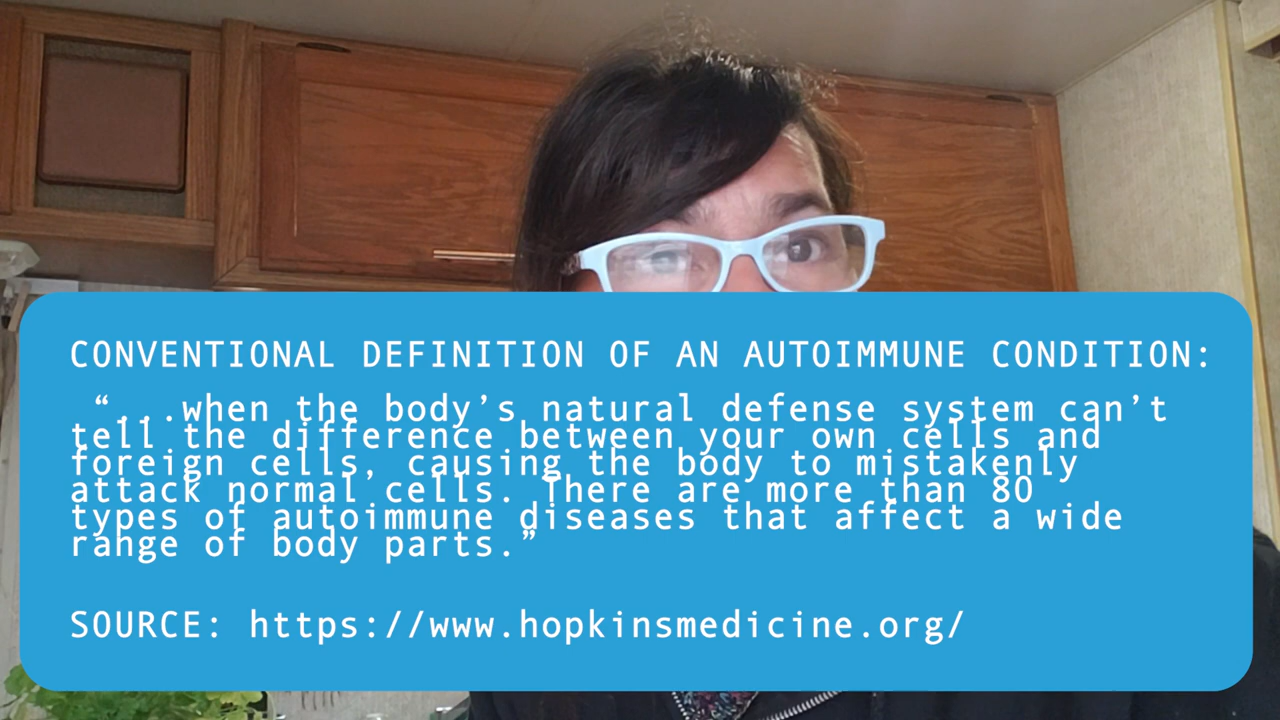 CONVENTIONAL DEFINITION OF AN AUTOIMMUNE CONDITION:
“...when the body’s natural defense system can’t
tell the difference between your own cells and
foreign cells, causing the body to mistakenly
attack normal cells. There are more than 80
types of autoimmune diseases that affect a wide
range of body parts.”
SOURCE: https://www.hopkinsmedicine.org/